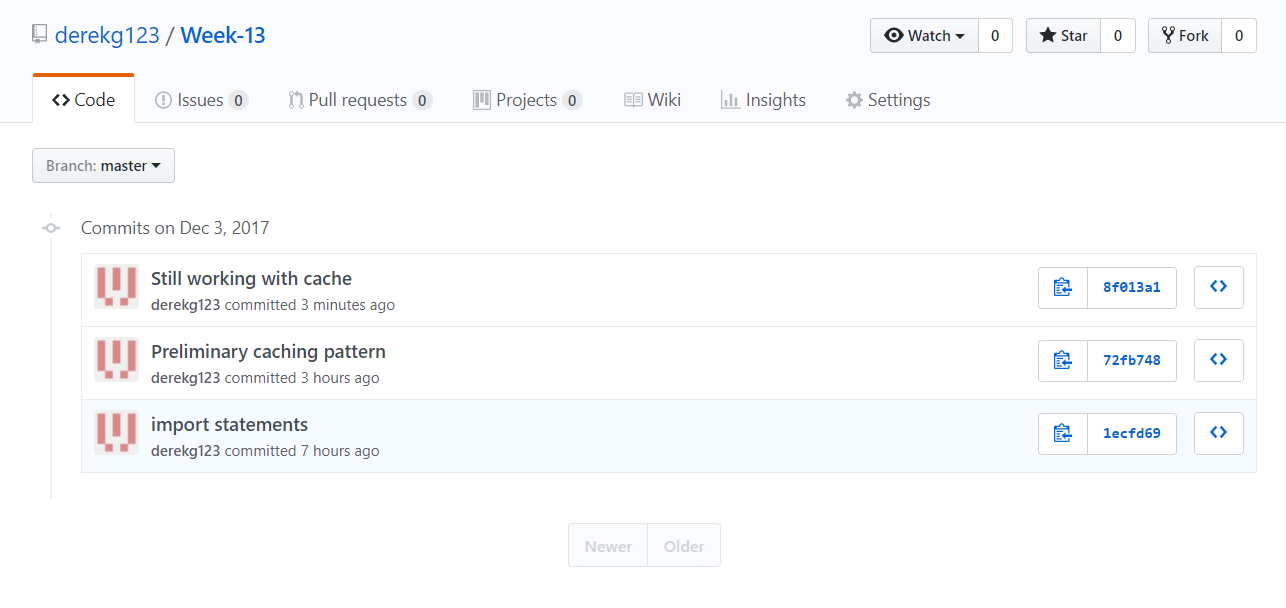 derekg123 / Week-13
Watch 0 Star 0 Fork 0
Code Issues 0 Pull requests 0 Projects 0 Wiki Insights Settings
Branch: master
Commits on Dec 3, 2017
Still working with cache
derekg123 committed 3 minutes ago
8f013a1
Preliminary caching pattern
derekg123 committed 3 hours ago
72fb748
import statements
derekg123 committed 7 hours ago
1ecfd69
Newer Older